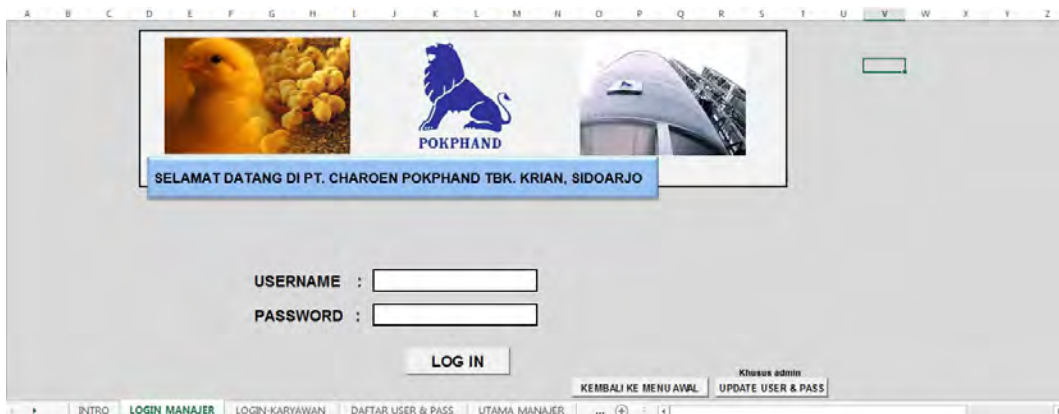 A B C D E F G H I J K L M N O P Q R S T U V W X Y Z
POKPHAND
SELAMAT DATANG DI PT. CHAROEN POKPHAND TBK. KRIAN, SIDOARJO
USERNAME :
PASSWORD :
LOG IN
Khusus admin
KEMBALI KE MENU AWAL UPDATE USER & PASS
INTRO LOGIN MANAJER LOGIN-KARYAWAN DAFTAR USER & PASS UTAMA MANAJER ...